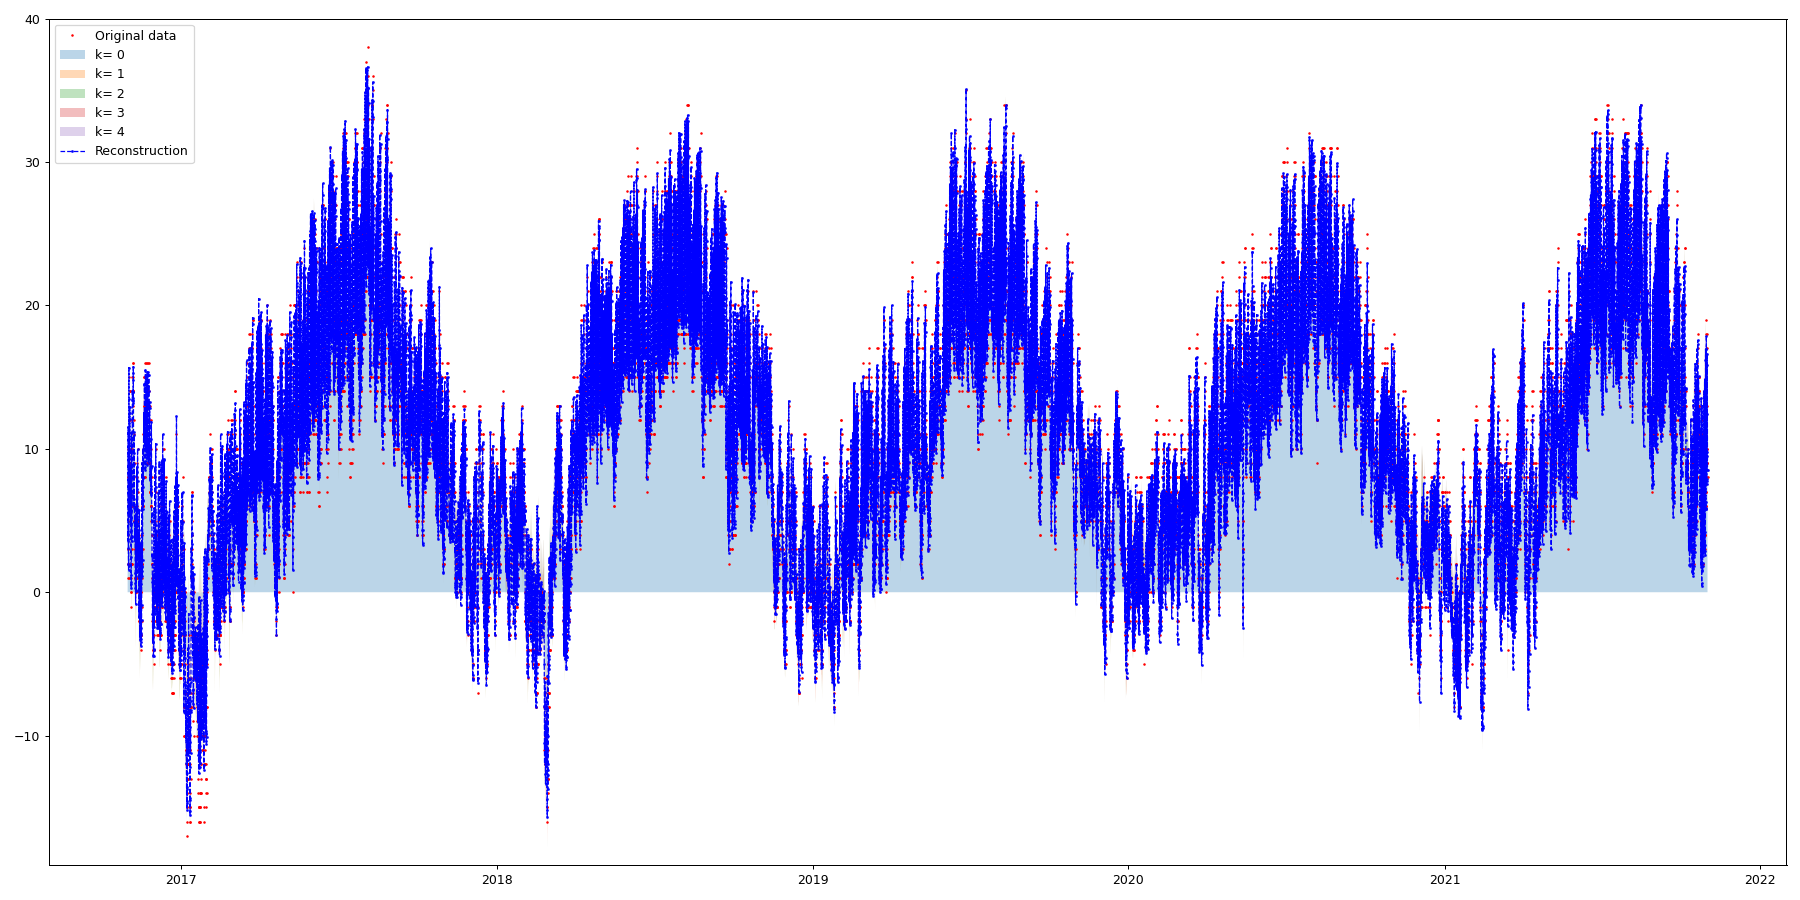 40
30
20
10
0
−10
Original data
k= 0
k= 1
k= 2
k= 3
k= 4
Reconstruction
2017 2018 2019 2020 2021 2022